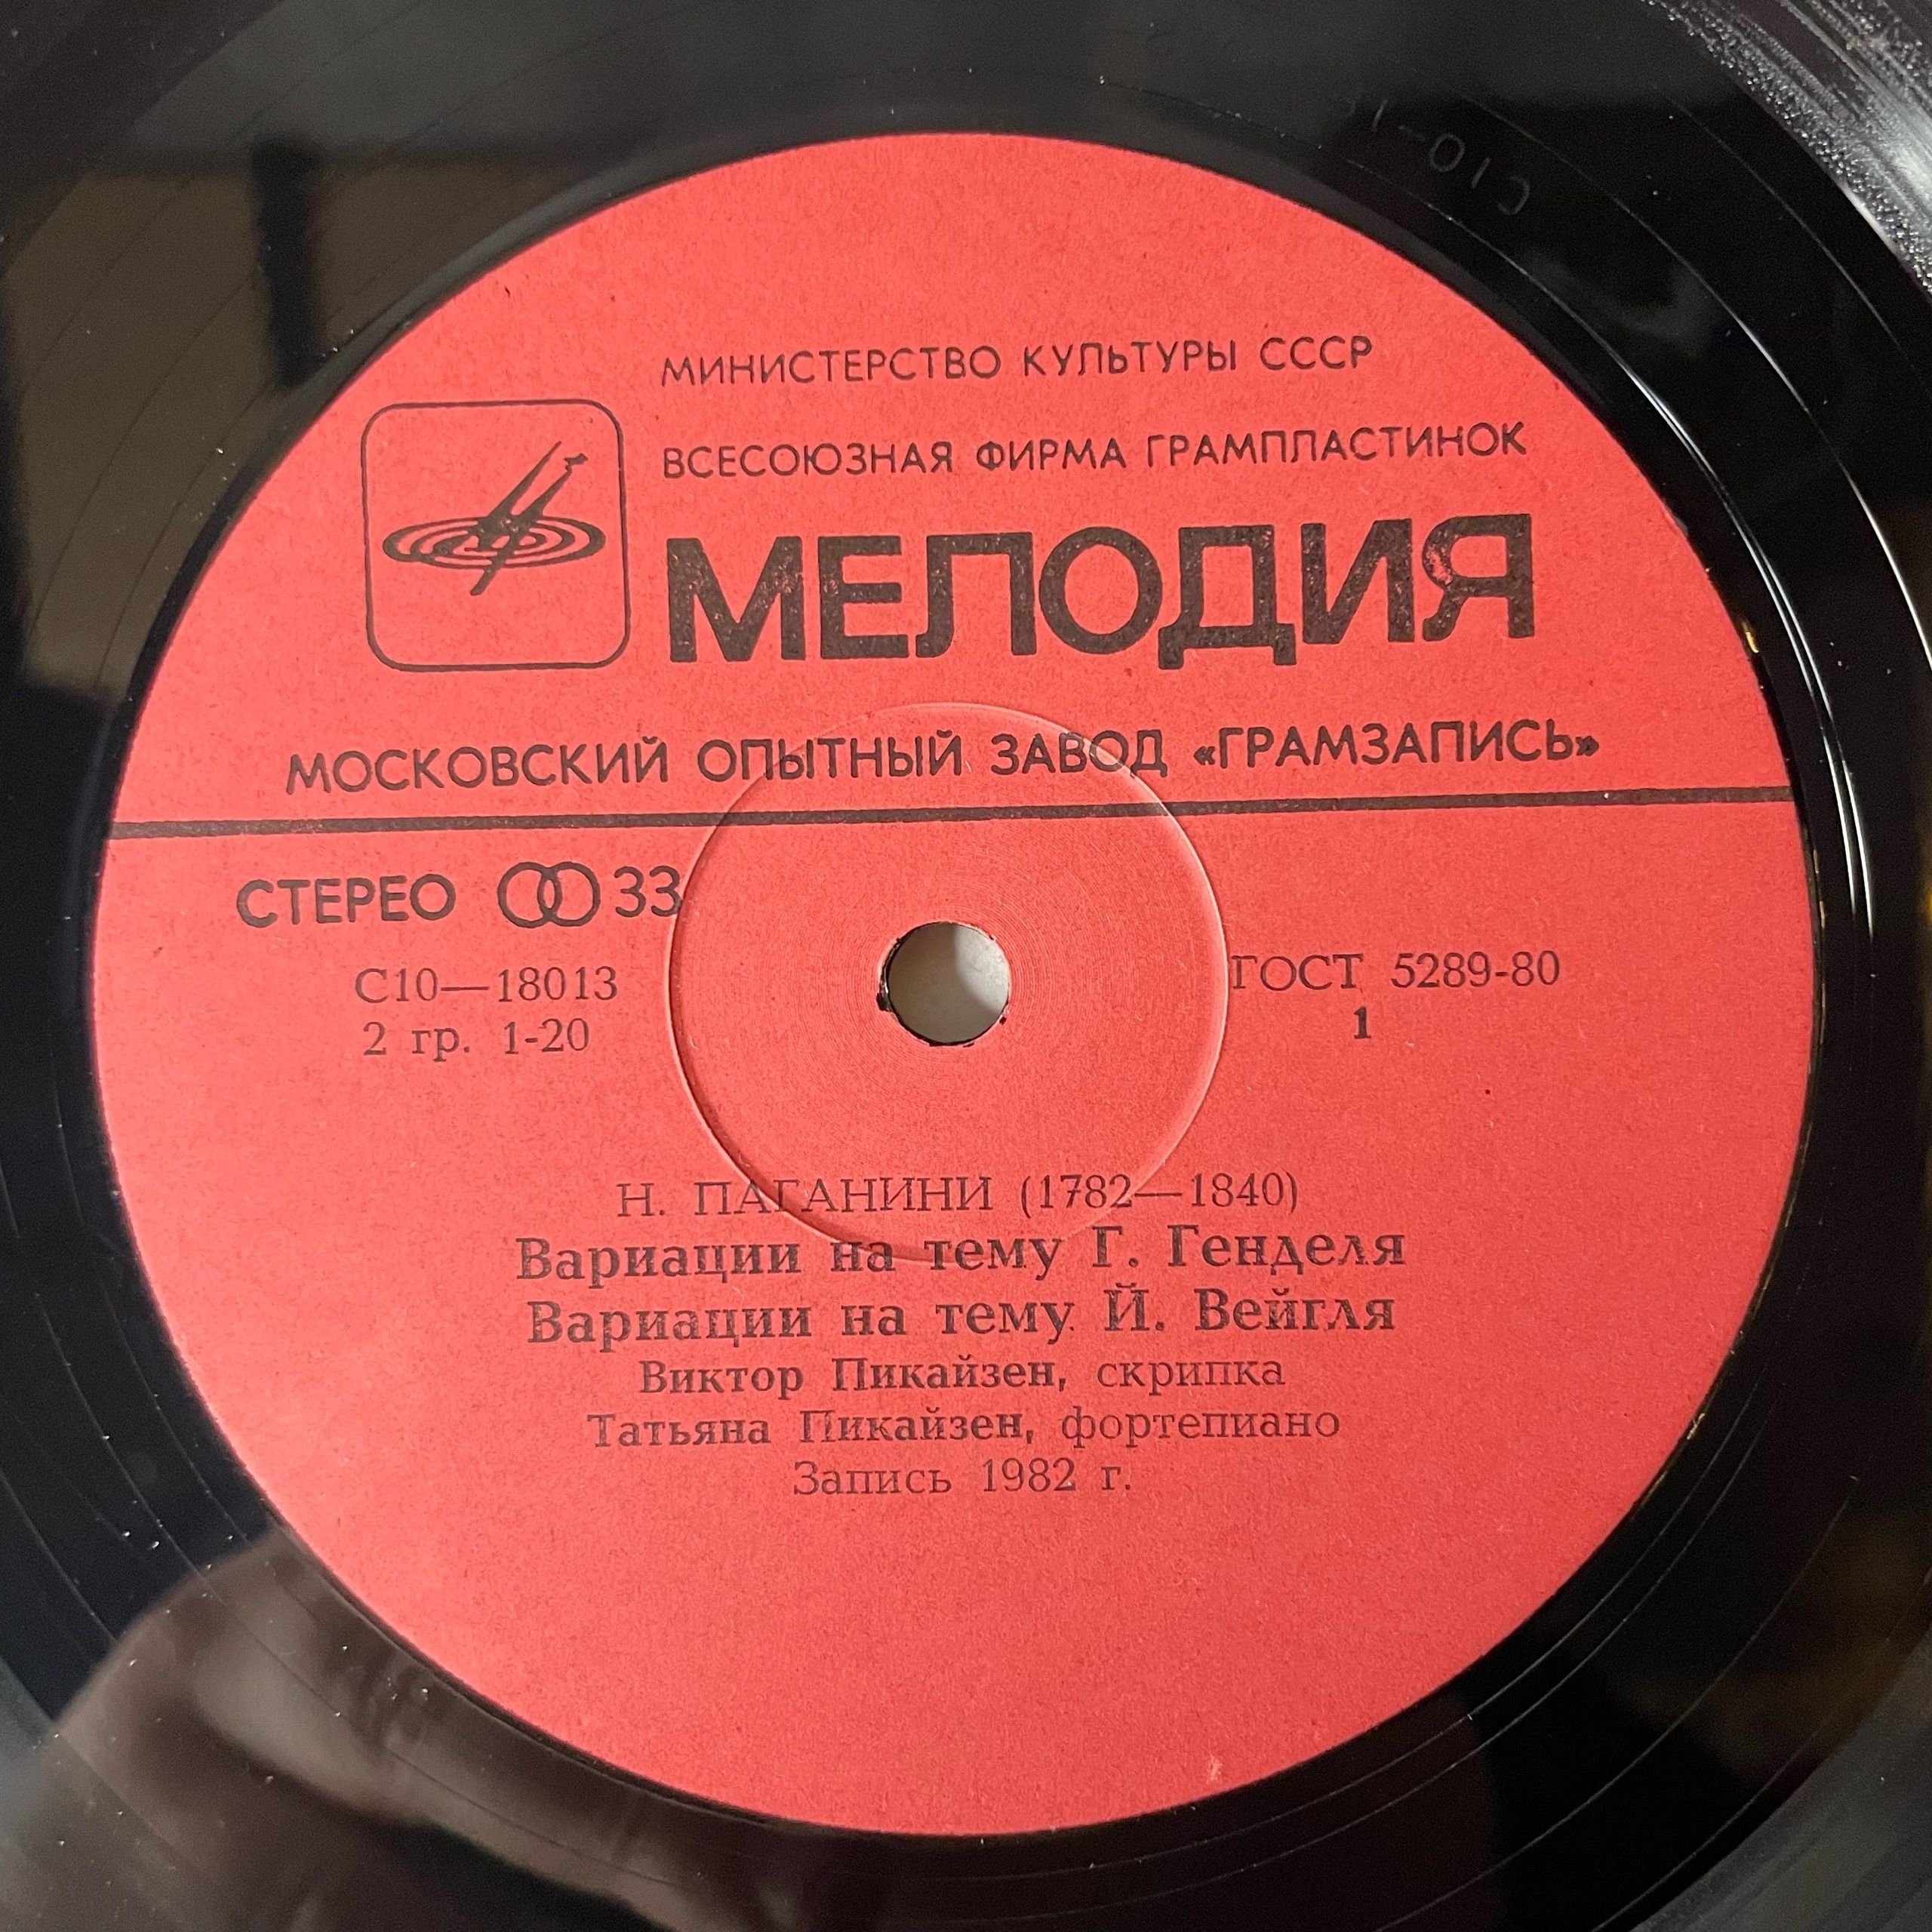 С10-1
МИНИСТЕРСТВО КУЛЬТУРЫ СССР
ВСЕСОЮЗНАЯ ФИРМА ГРАМПЛАСТИНОК
МЕЛОДИЯ
МОСКОВСКИЙ ОПЫТНЫЙ ЗАВОД «ГРАМЗАПИСЬ»
СТЕРЕО 33
С10—18013
2 гр. 1-20
ГОСТ 5289-80
1
Н. ПАГАНИНИ (1782—1840)
Вариации на тему Г. Генделя
Вариации на тему Й. Вейгля
Виктор Пикайзен, скрипка
Татьяна Пикайзен, фортепиано
Запись 1982 г.